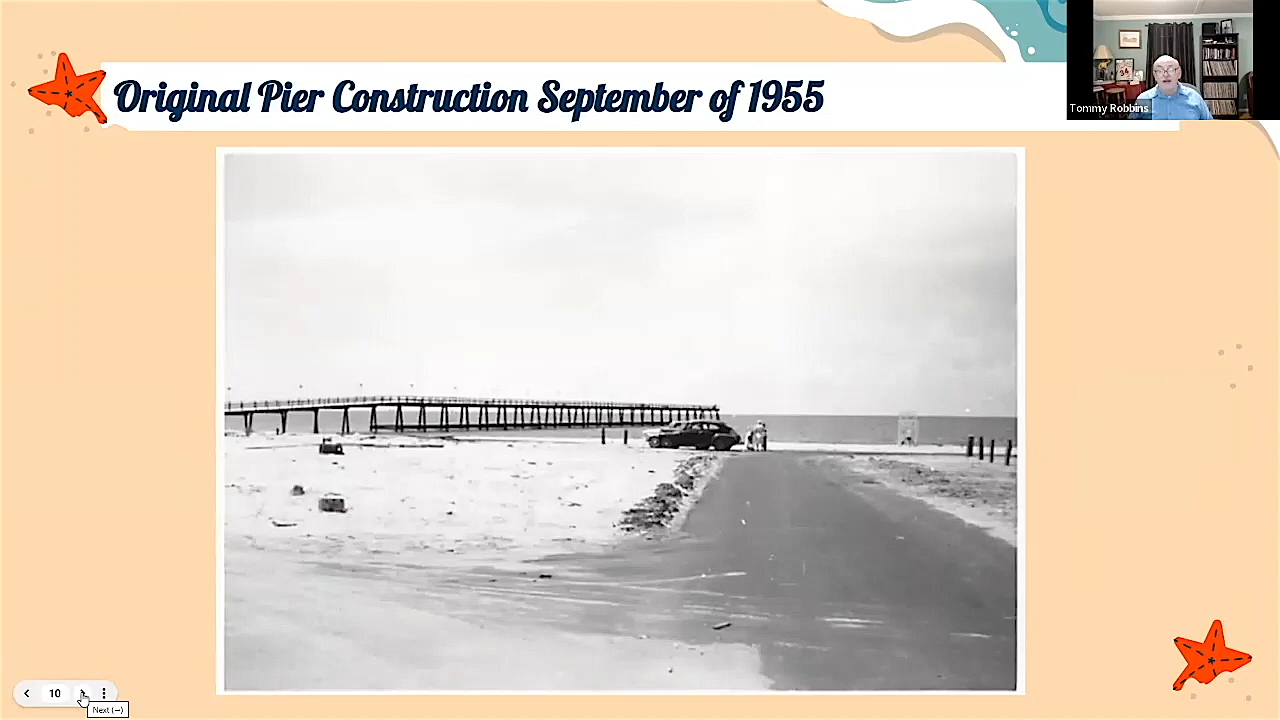 Original Pier Construction September of 1955
Tommy Robbins
10
Next (→)